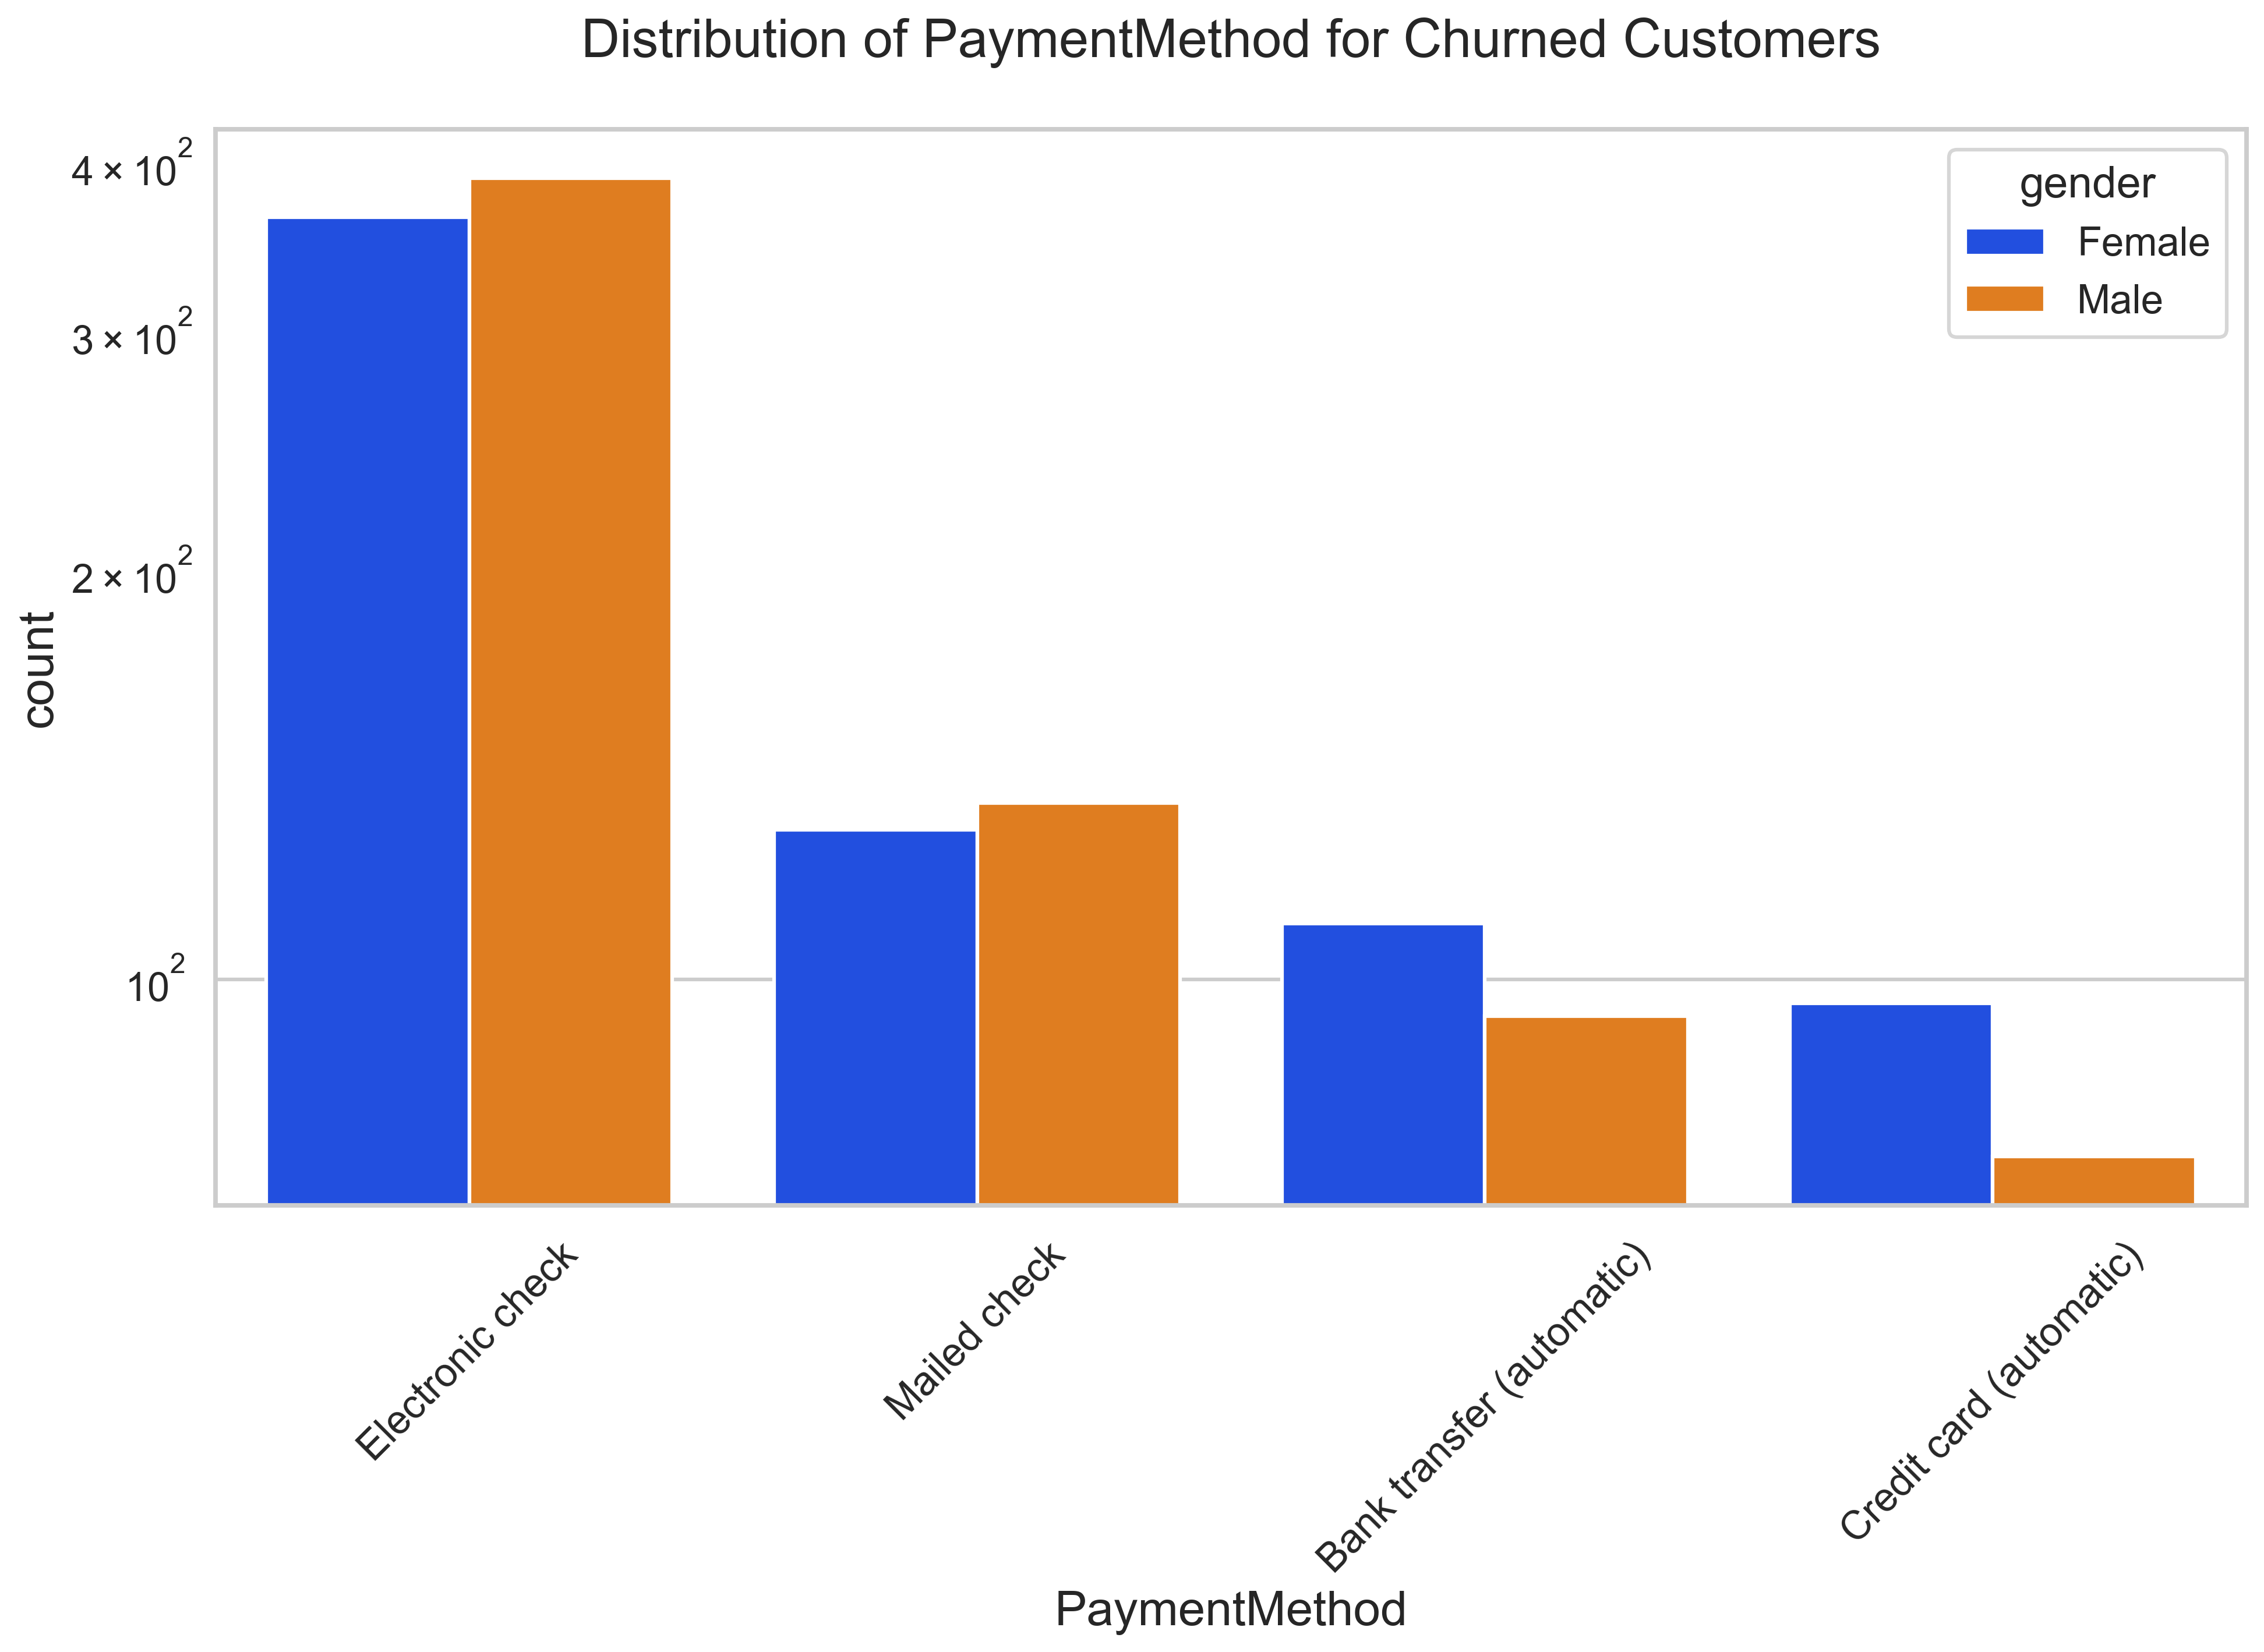 Distribution of PaymentMethod for Churned Customers
4 × 10²
3 × 10²
2 × 10²
10²
count
gender
Female
Male
Electronic check
Mailed check
Bank transfer (automatic)
Credit card (automatic)
PaymentMethod